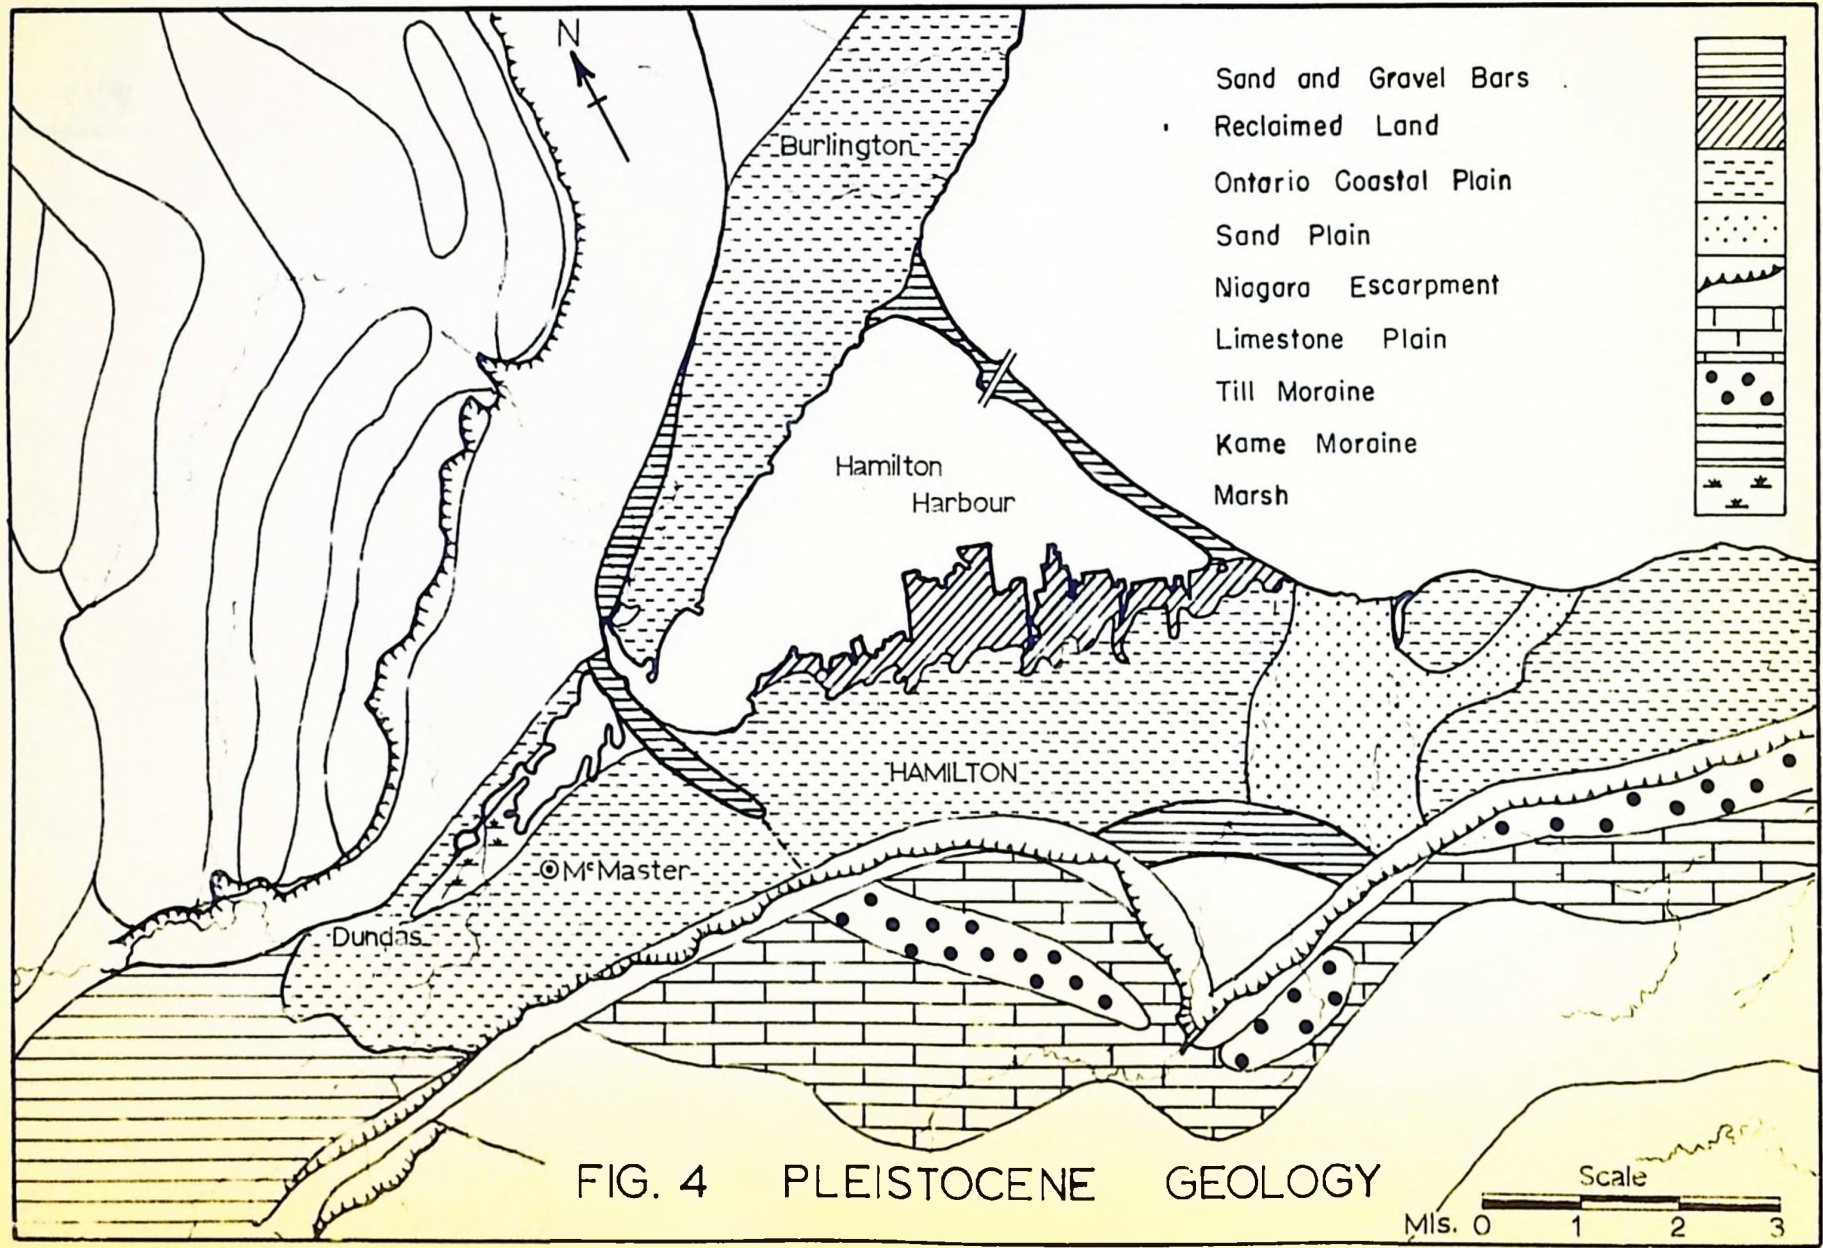 N
Sand and Gravel Bars
Reclaimed Land
Burlington
Ontario Coastal Plain
Sand Plain
Niagara Escarpment
Limestone Plain
Till Moraine
Kame Moraine
Marsh
Hamilton
Harbour
HAMILTON
McMaster
Dundas
FIG. 4 PLEISTOCENE GEOLOGY
Scale
Mls. 0 1 2 3